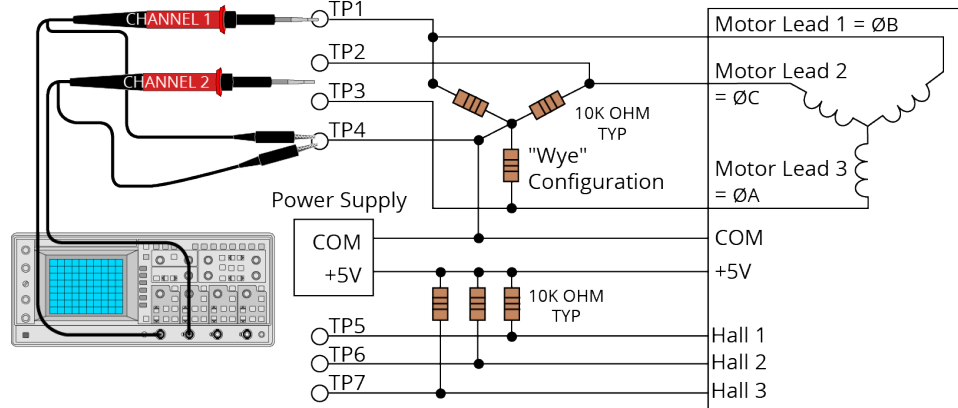 CHANNEL 1
TP1
Motor Lead 1 = ØB
TP2
CHANNEL 2
TP3
Motor Lead 2
= ØC
10K OHM
TYP
TP4
"Wye"
Configuration
Motor Lead 3
= ØA
Power Supply
COM
COM
+5V
+5V
10K OHM
TYP
TP5
Hall 1
TP6
Hall 2
TP7
Hall 3